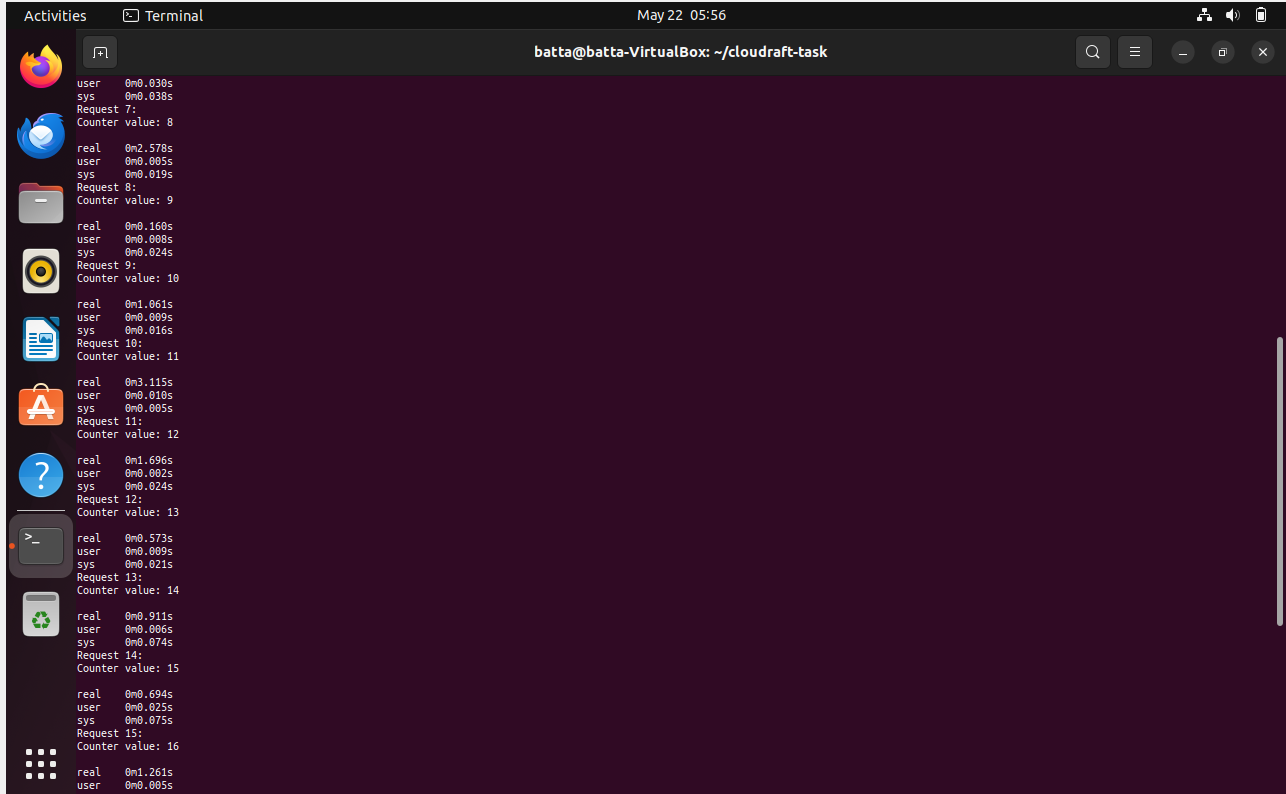 Activities
Terminal
May 22 05:56
batta@batta-VirtualBox: ~/cloudraft-task
user 0m0.030s
sys 0m0.038s
Request 7:
Counter value: 8
real 0m2.578s
user 0m0.005s
sys 0m0.019s
Request 8:
Counter value: 9
real 0m0.160s
user 0m0.008s
sys 0m0.024s
Request 9:
Counter value: 10
real 0m1.061s
user 0m0.009s
sys 0m0.016s
Request 10:
Counter value: 11
real 0m3.115s
user 0m0.010s
sys 0m0.005s
Request 11:
Counter value: 12
real 0m1.696s
user 0m0.002s
sys 0m0.024s
Request 12:
Counter value: 13
real 0m0.573s
user 0m0.009s
sys 0m0.021s
Request 13:
Counter value: 14
real 0m0.911s
user 0m0.006s
sys 0m0.074s
Request 14:
Counter value: 15
real 0m0.694s
user 0m0.025s
sys 0m0.075s
Request 15:
Counter value: 16
real 0m1.261s
user 0m0.005s